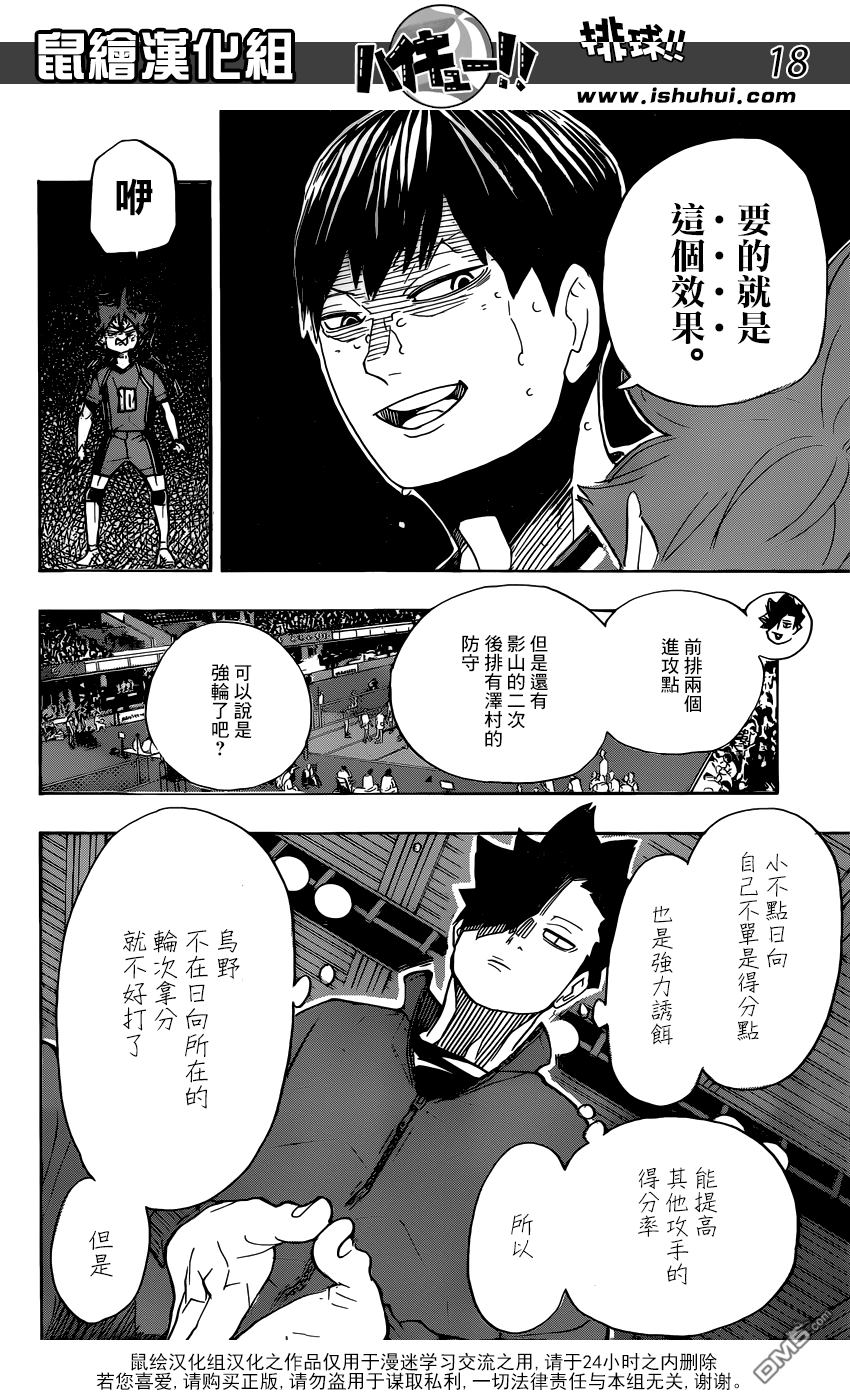 鼠繪漢化組
ハイキュー!!
排球!!
18
www.ishuhui.com
要的就是
這個效果。
咿
10
前排兩個
進攻點
但是還有
影山的二次
後排有澤村的
防守
可以說是
強輪了吧?
小不點日向
自己不單是得分點
也是強力誘餌
能提高
其他攻手的
得分率
所以
烏野
不在日向所在的
輪次拿分
就不好打了
但是
DM5.com
鼠绘汉化组汉化之作品仅用于漫迷学习交流之用, 请于24小时之内删除
若您喜爱, 请购买正版, 请勿盗用于谋取私利, 一切法律责任与本组无关, 谢谢.